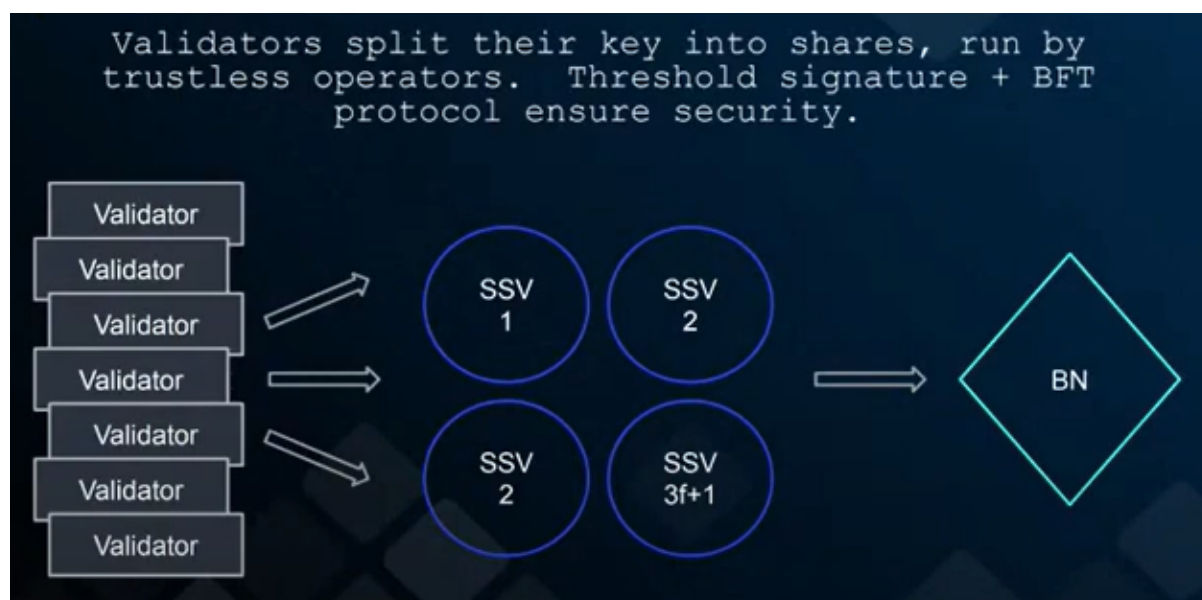 Validators split their key into shares, run by
trustless operators. Threshold signature + BFT
protocol ensure security.
Validator
Validator
Validator
Validator
Validator
Validator
Validator
SSV
1
SSV
2
SSV
2
SSV
3f+1
BN